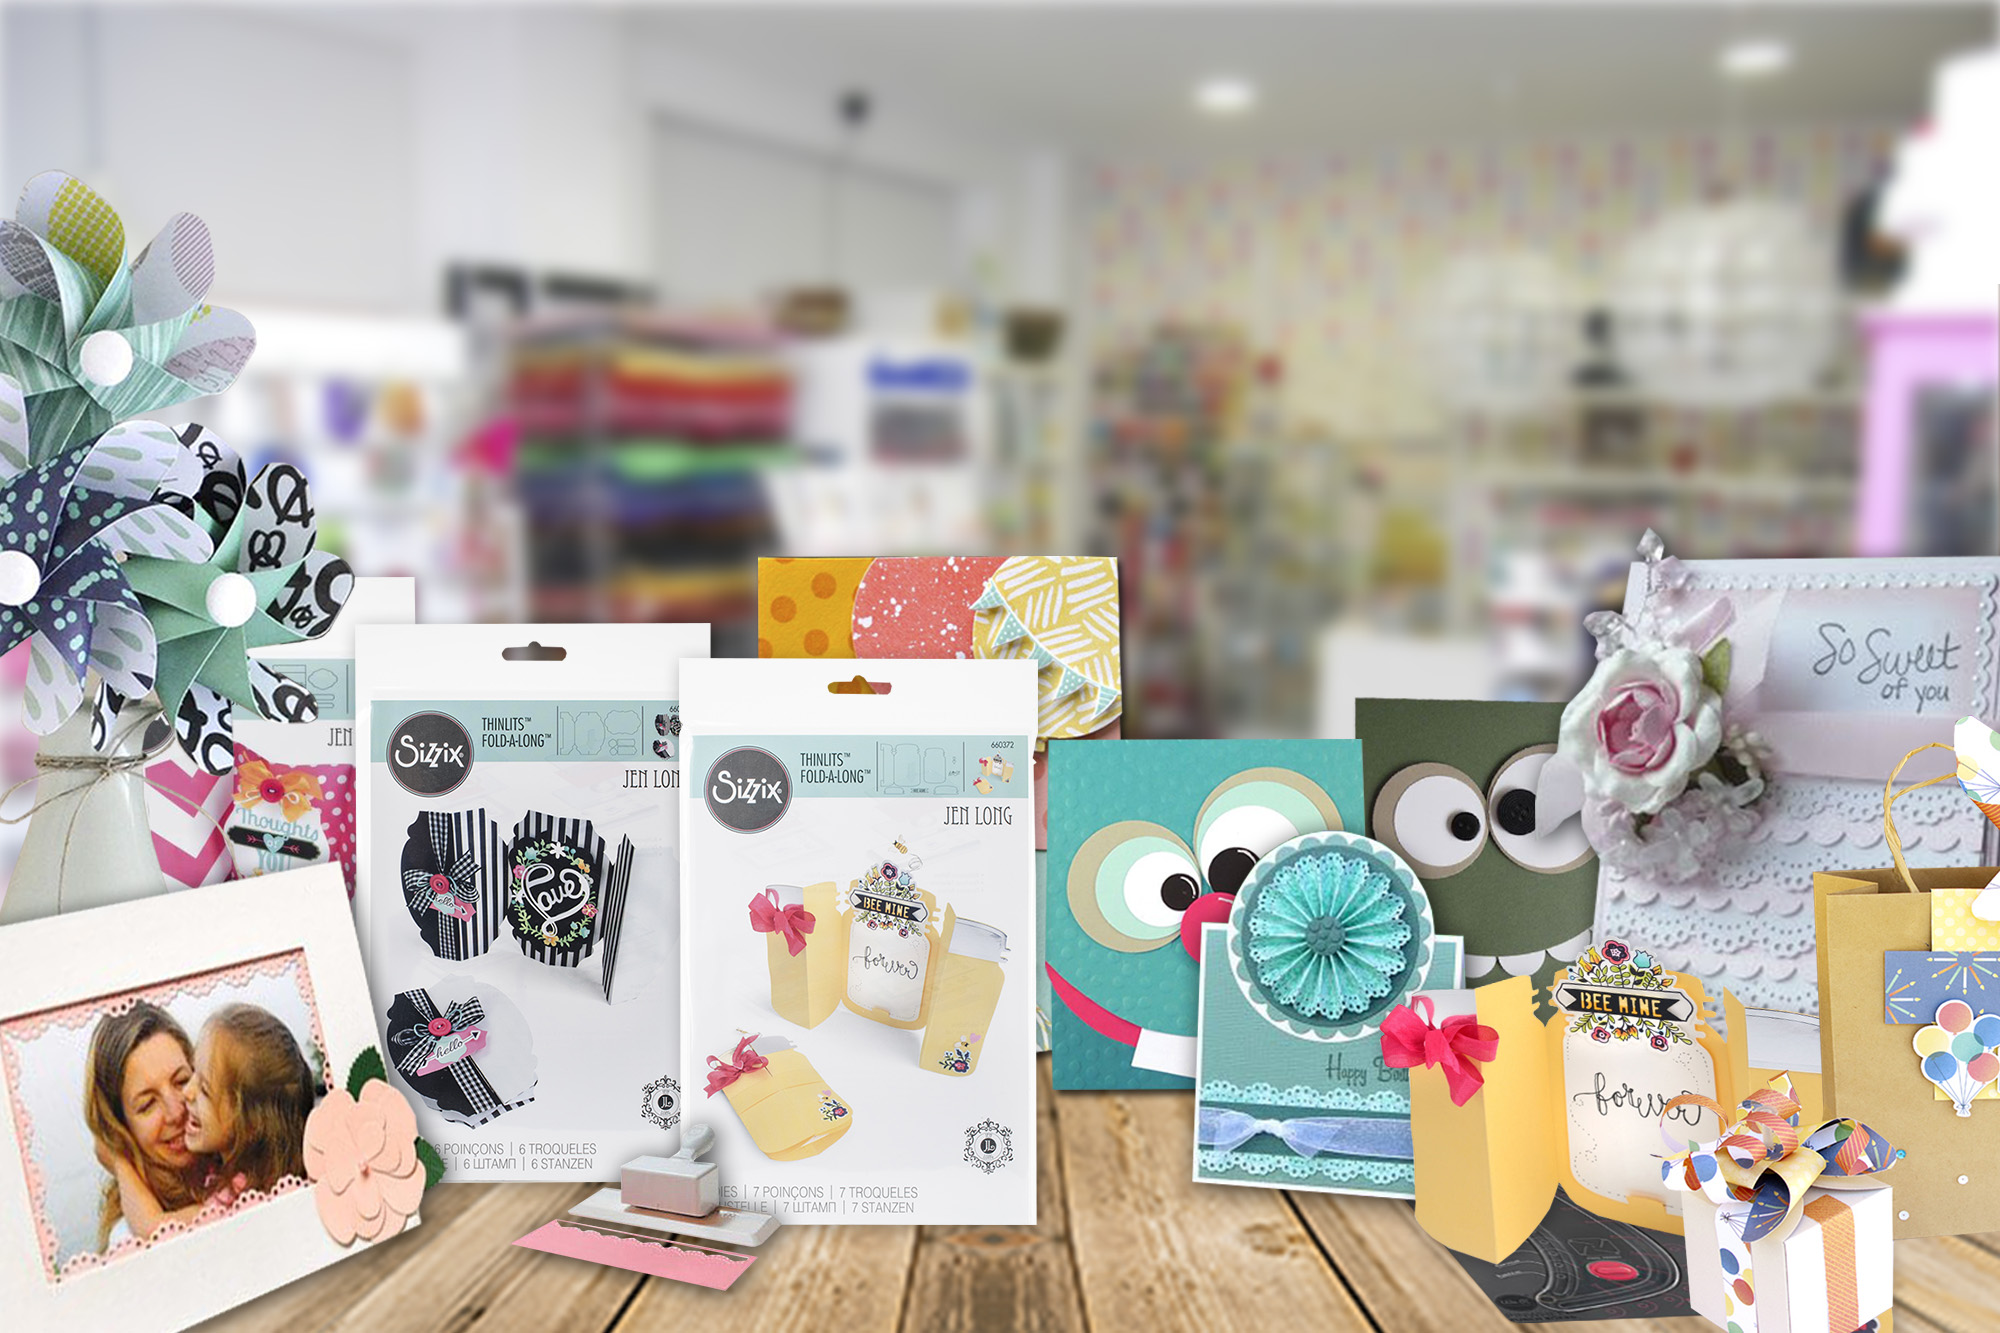 So Sweet
of you
JEN
Thoughts
of
YOU
Sizzix
THINLITS™
FOLD-A-LONG™
JEN LON
hello
Love
hello
6 POINÇONS | 6 TROQUELES
6 ШТАМП | 6 STANZEN
Sizzix
THINLITS™
FOLD-A-LONG™
660372
JEN LONG
BEE MINE
forever
JL
7 POINÇONS | 7 TROQUELES
7 ШТАМП | 7 STANZEN
Happy
BEE MINE
forever